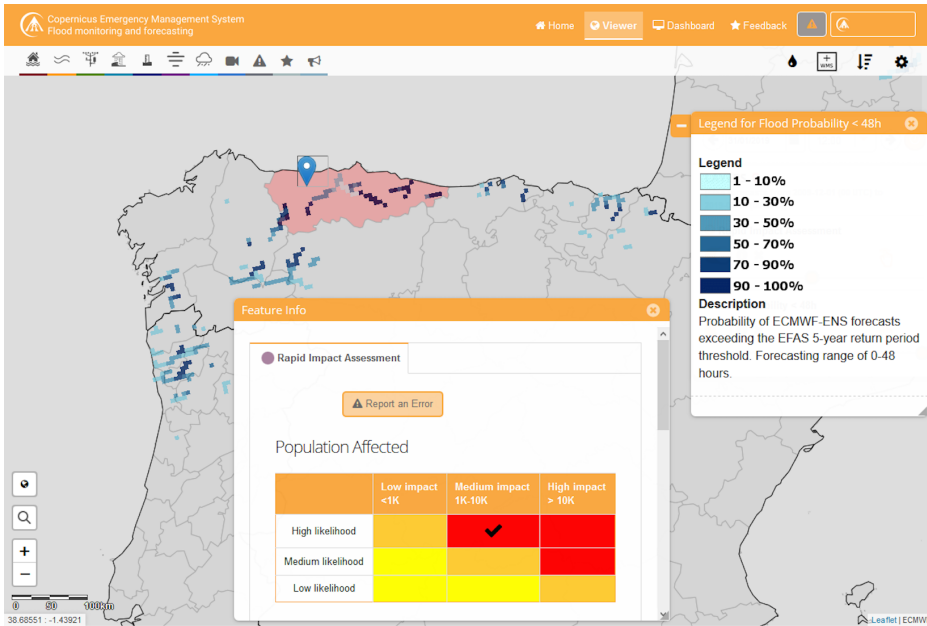 Copernicus Emergency Management System
Flood monitoring and forecasting
Home
Viewer
Dashboard
Feedback
WMS
Legend for Flood Probability < 48h
Legend
1 - 10%
10 - 30%
30 - 50%
50 - 70%
70 - 90%
90 - 100%
Description
Probability of ECMWF-ENS forecasts
exceeding the EFAS 5-year return period
threshold. Forecasting range of 0-48
hours.
Feature Info
Rapid Impact Assessment
Report an Error
Population Affected
Low impact <1K
Medium impact 1K-10K
High impact > 10K
High likelihood
Medium likelihood
Low likelihood
+
−
0 50 100km
38.68551 : -1.43921
Leaflet | ECMW